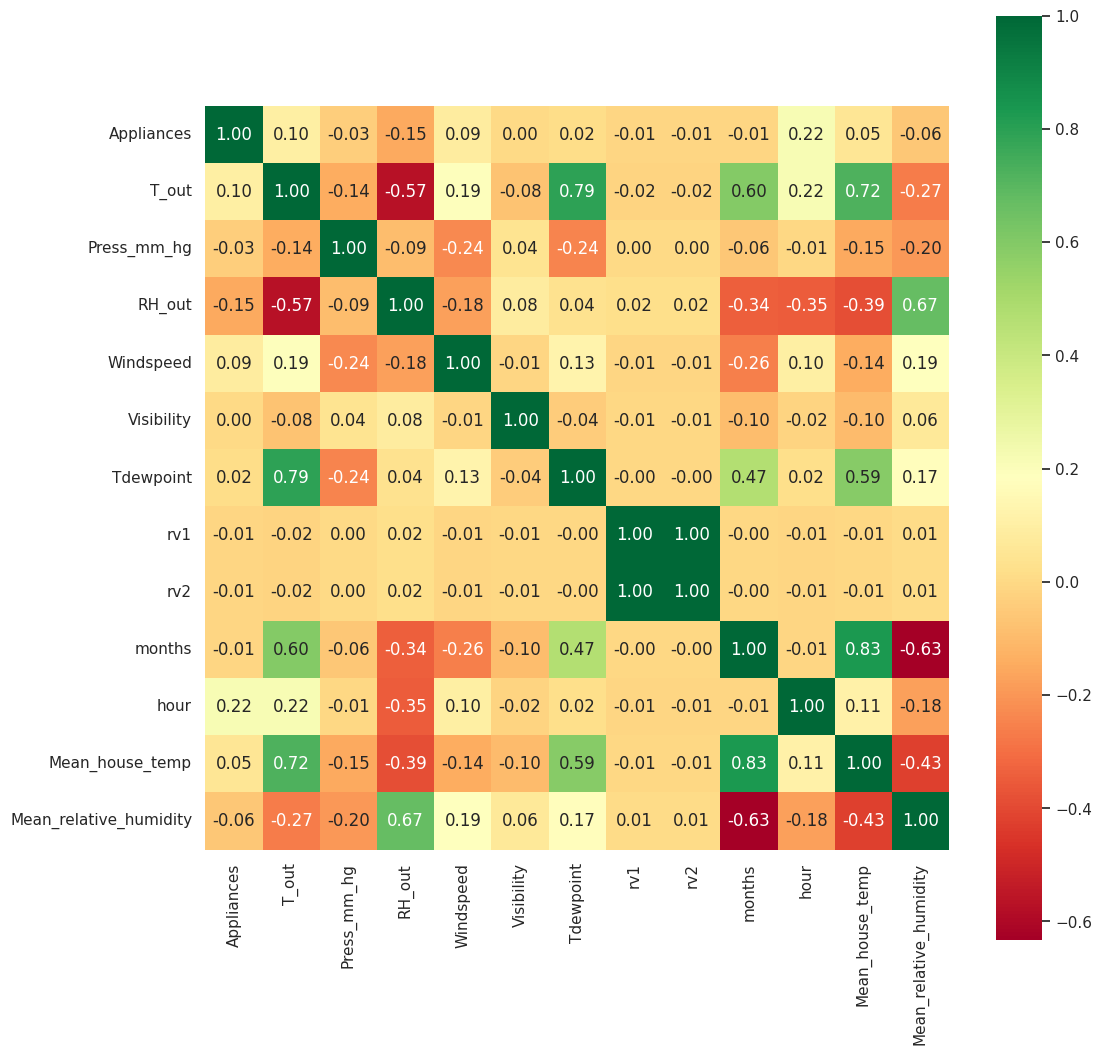 Appliances 1.00 0.10 -0.03 -0.15 0.09 0.00 0.02 -0.01 -0.01 -0.01 0.22 0.05 -0.06
T_out 0.10 1.00 -0.14 -0.57 0.19 -0.08 0.79 -0.02 -0.02 0.60 0.22 0.72 -0.27
Press_mm_hg -0.03 -0.14 1.00 -0.09 -0.24 0.04 -0.24 0.00 0.00 -0.06 -0.01 -0.15 -0.20
RH_out -0.15 -0.57 -0.09 1.00 -0.18 0.08 0.04 0.02 0.02 -0.34 -0.35 -0.39 0.67
Windspeed 0.09 0.19 -0.24 -0.18 1.00 -0.01 0.13 -0.01 -0.01 -0.26 0.10 -0.14 0.19
Visibility 0.00 -0.08 0.04 0.08 -0.01 1.00 -0.04 -0.01 -0.01 -0.10 -0.02 -0.10 0.06
Tdewpoint 0.02 0.79 -0.24 0.04 0.13 -0.04 1.00 -0.00 -0.00 0.47 0.02 0.59 0.17
rv1 -0.01 -0.02 0.00 0.02 -0.01 -0.01 -0.00 1.00 1.00 -0.00 -0.01 -0.01 0.01
rv2 -0.01 -0.02 0.00 0.02 -0.01 -0.01 -0.00 1.00 1.00 -0.00 -0.01 -0.01 0.01
months -0.01 0.60 -0.06 -0.34 -0.26 -0.10 0.47 -0.00 -0.00 1.00 -0.01 0.83 -0.63
hour 0.22 0.22 -0.01 -0.35 0.10 -0.02 0.02 -0.01 -0.01 -0.01 1.00 0.11 -0.18
Mean_house_temp 0.05 0.72 -0.15 -0.39 -0.14 -0.10 0.59 -0.01 -0.01 0.83 0.11 1.00 -0.43
Mean_relative_humidity -0.06 -0.27 -0.20 0.67 0.19 0.06 0.17 0.01 0.01 -0.63 -0.18 -0.43 1.00
Appliances
T_out
Press_mm_hg
RH_out
Windspeed
Visibility
Tdewpoint
rv1
rv2
months
hour
Mean_house_temp
Mean_relative_humidity
1.0
0.8
0.6
0.4
0.2
0.0
−0.2
−0.4
−0.6